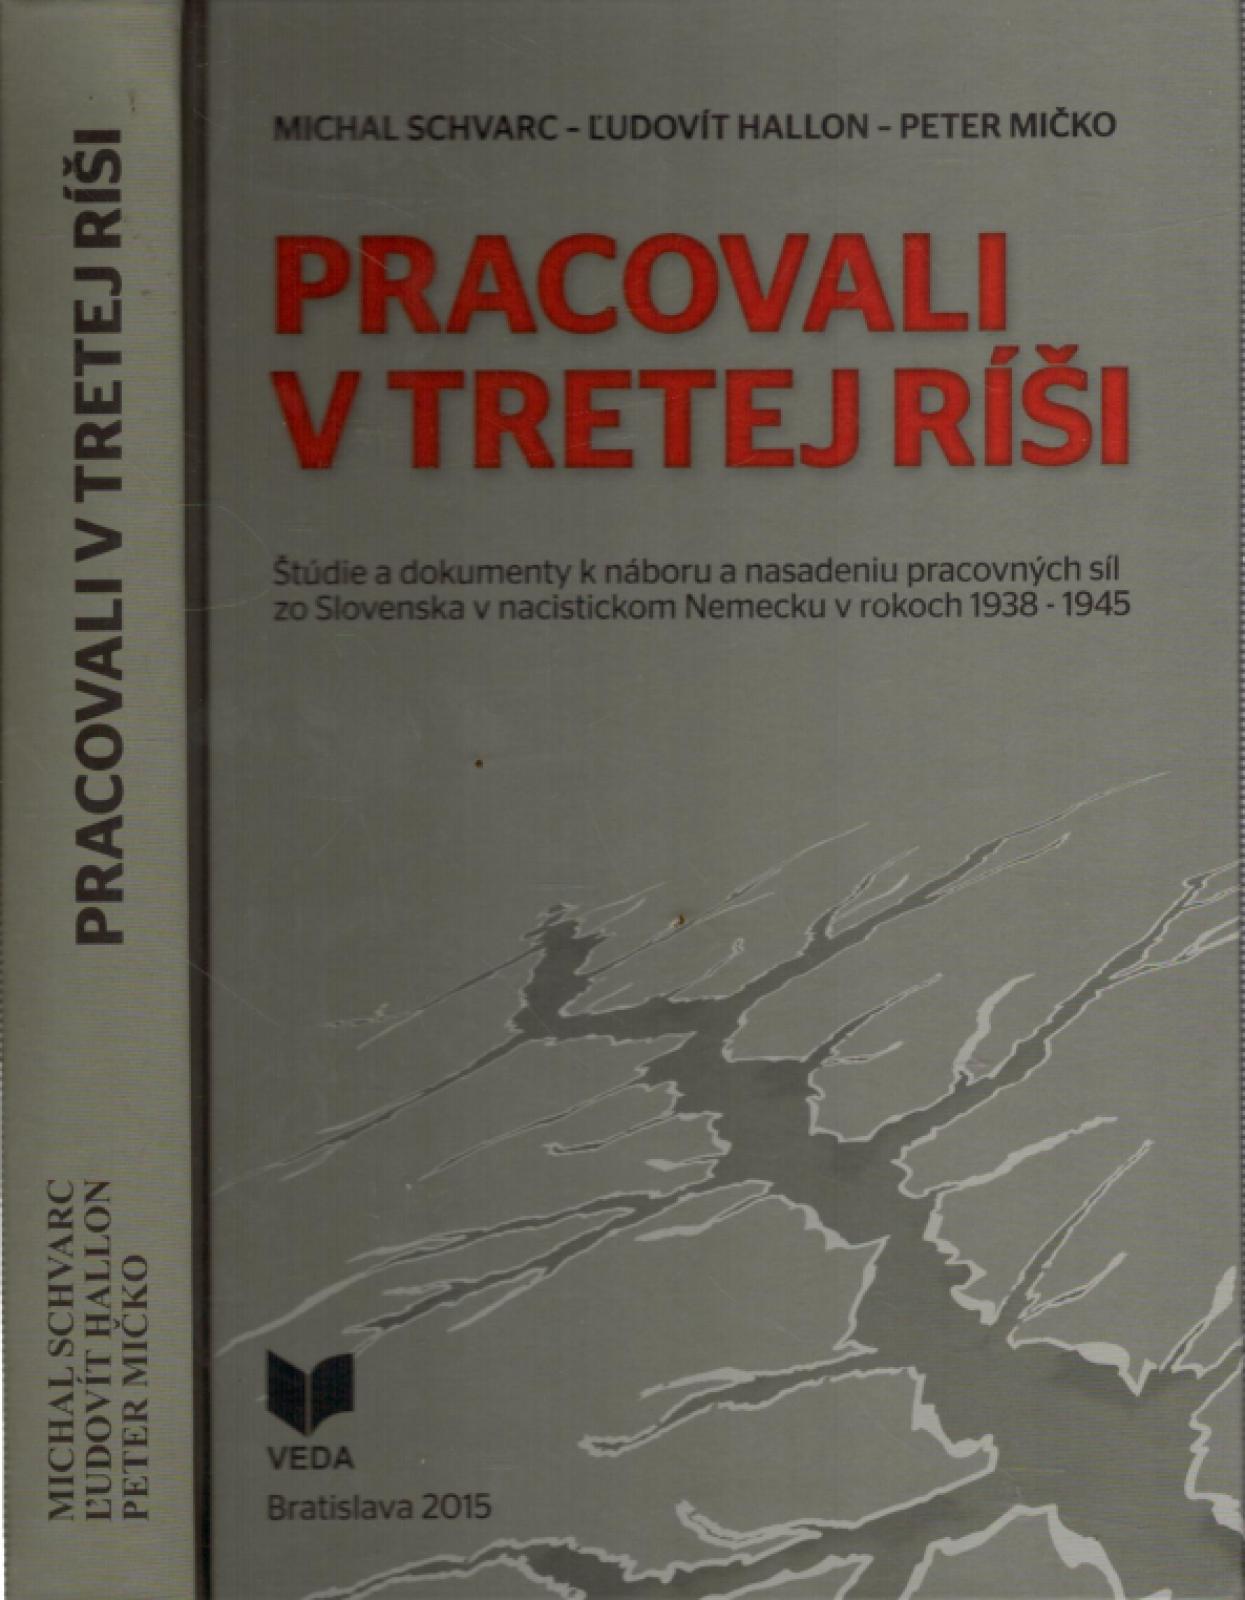 PRACOVALI V TRETEJ RÍŠI
MICHAL SCHVARC
ĽUDOVÍT HALLON
PETER MIČKO
MICHAL SCHVARC – ĽUDOVÍT HALLON – PETER MIČKO
PRACOVALI
V TRETEJ RÍŠI
Štúdie a dokumenty k náboru a nasadeniu pracovných síl
zo Slovenska v nacistickom Nemecku v rokoch 1938 - 1945
VEDA
Bratislava 2015